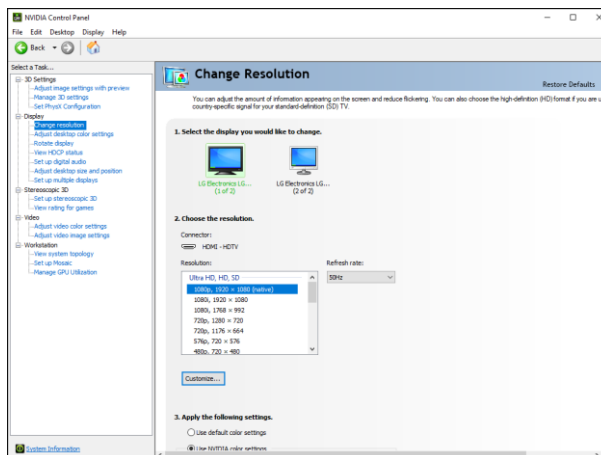 NVIDIA Control Panel
File Edit Desktop Display Help
Back
Select a Task...
3D Settings
Adjust image settings with preview
Manage 3D settings
Set PhysX Configuration
Display
Change resolution
Adjust desktop color settings
Rotate display
View HDCP status
Set up digital audio
Adjust desktop size and position
Set up multiple displays
Stereoscopic 3D
Set up stereoscopic 3D
View rating for games
Video
Adjust video color settings
Adjust video image settings
Workstation
View system topology
Set up Mosaic
Manage GPU Utilization
System Information
Change Resolution
Restore Defaults
You can adjust the amount of information appearing on the screen and reduce flickering. You can also choose the high-definition (HD) format if you are u
country-specific signal for your standard-definition (SD) TV.
1. Select the display you would like to change.
LG Electronics LG... LG Electronics LG...
(1 of 2) (2 of 2)
2. Choose the resolution.
Connector:
HDMI - HDTV
Resolution: Refresh rate:
Ultra HD, HD, SD 50Hz
1080p, 1920 × 1080 (native)
1080i, 1920 × 1080
1080i, 1768 × 992
720p, 1280 × 720
720p, 1176 × 664
576p, 720 × 576
480p, 720 × 480
Customize...
3. Apply the following settings.
Use default color settings
Use NVIDIA color settings